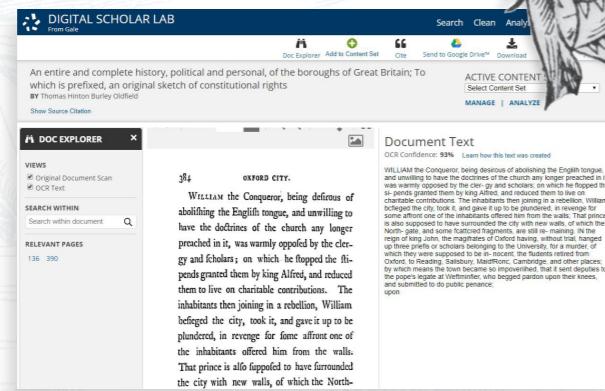 DIGITAL SCHOLAR LAB
From Gale
Search Clean Analy
Doc Explorer Add to Content Set Cite Send to Google Drive™ Download
An entire and complete history, political and personal, of the boroughs of Great Britain; To
which is prefixed, an original sketch of constitutional rights
BY Thomas Hinton Burley Oldfield
Show Source Citation
ACTIVE CONTENT S
Select Content Set
MANAGE | ANALYZE
DOC EXPLORER ×
VIEWS
Original Document Scan
OCR Text
SEARCH WITHIN
Search within document
RELEVANT PAGES
136 390
384 OXFORD CITY.
WILLIAM the Conqueror, being deſirous of
aboliſhing the Engliſh tongue, and unwilling to
have the doctrines of the church any longer
preached in it, was warmly oppoſed by the cler-
gy and ſcholars; on which he ſtopped the ſti-
pends granted them by king Alfred, and reduced
them to live on charitable contributions. The
inhabitants then joining in a rebellion, William
beſieged the city, took it, and gave it up to be
plundered, in revenge for ſome affront one of
the inhabitants offered him from the walls.
That prince is alſo ſuppoſed to have ſurrounded
the city with new walls, of which the North-
Document Text
OCR Confidence: 93% Learn how this text was created
WILLIAM the Conqueror, being desirous of abolishing the English tongue,
and unwilling to have the doctrines of the church any longer preached in i
was warmly opposed by the cler- gy and scholars; on which he ftopped th
si- pends granted them by king Alfred, and reduced them to live on
charitable contributions. The inhabitants then joining in a rebellion, William
bcfieged the city, took it, and gave it up to be plundered, in revenge for
some affront one of the inhabitants offered him from the walls; That prince
is also supposed to have surrounded the city with new walls, of which the
North- gate, and some fcattcred fragments, are still re- maining. IN the
reign of king John, the magiftrates of Oxford having, without trial, hanged
up three priefts or scholars belonging to the University, for a murder, of
which they were supposed to be in- nocent, the ftudents retired from
Oxford, to Reading, Salisbury, MaidfRonc, Cambridge, and other places;
by which means the town became so impoverilhed, that it sent deputies to
the pope's legate at Weftminfter, who begged pardon upon their knees,
and submitted to do public penance;
upon